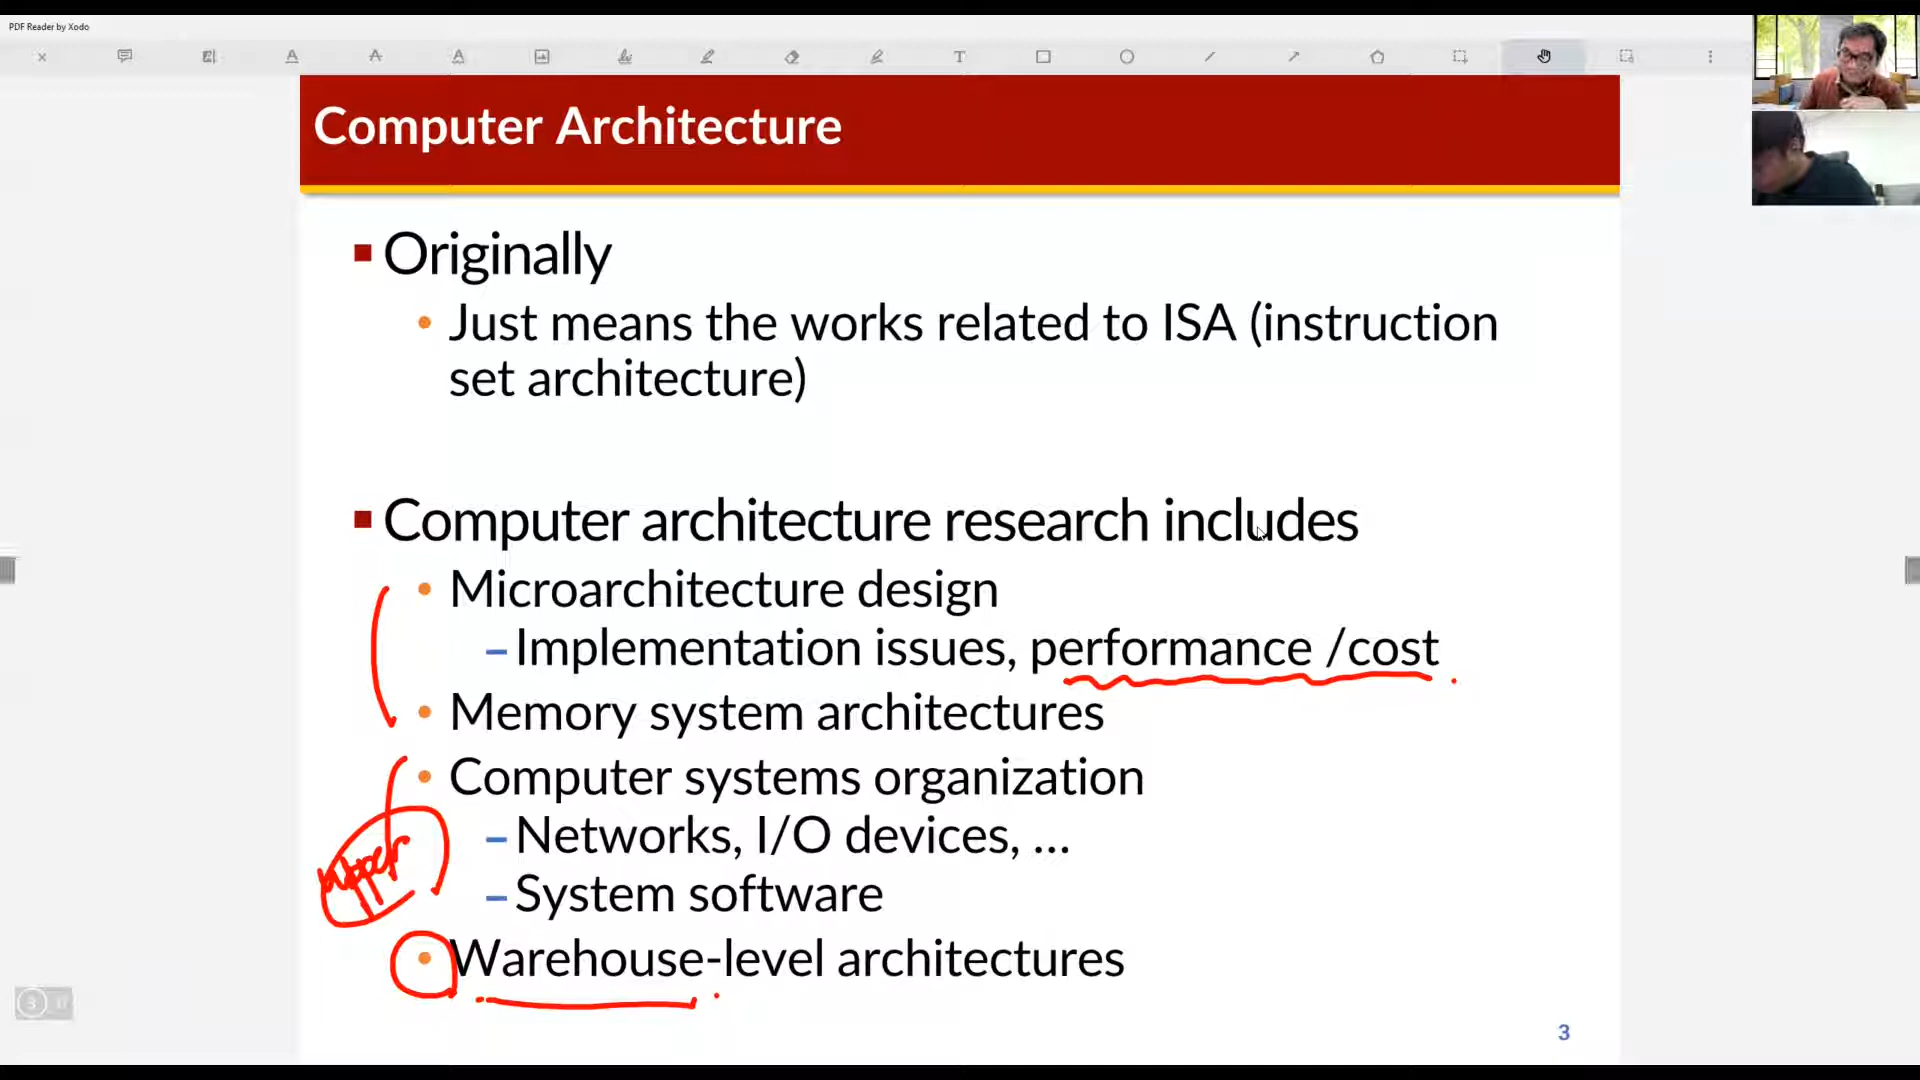 PDF Reader by Xodo
Computer Architecture
Originally
Just means the works related to ISA (instruction
set architecture)
Computer architecture research includes
Microarchitecture design
–Implementation issues, performance /cost
Memory system architectures
Computer systems organization
–Networks, I/O devices, ...
–System software
upper
Warehouse-level architectures
3
3